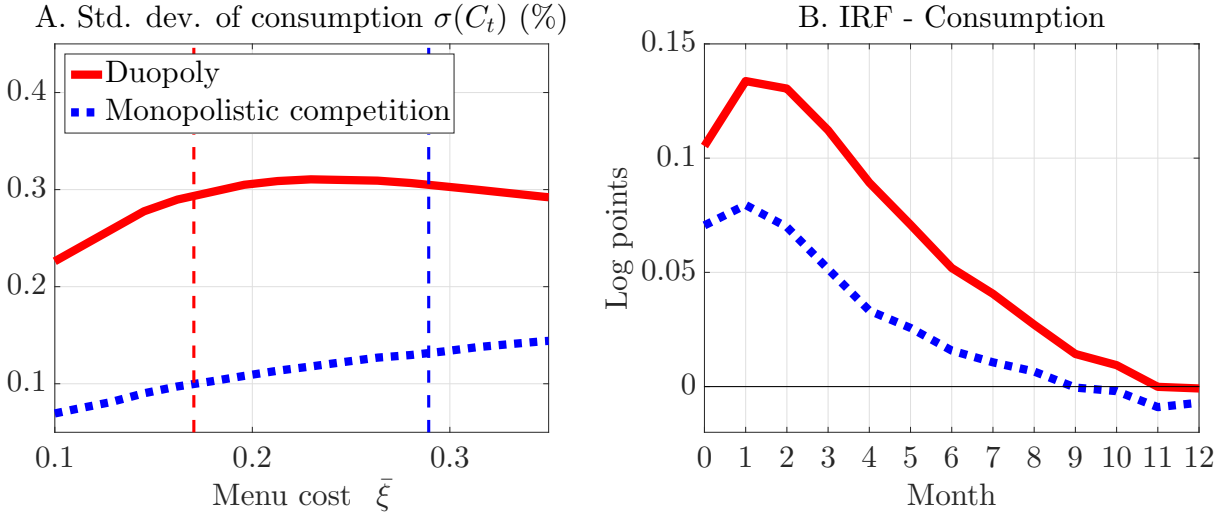 A. Std. dev. of consumption σ(C_t) (%)
0.4
0.3
0.2
0.1
Duopoly
Monopolistic competition
0.1 0.2 0.3
Menu cost ξ̄
B. IRF - Consumption
0.15
0.1
0.05
0
Log points
0 1 2 3 4 5 6 7 8 9 10 11 12
Month